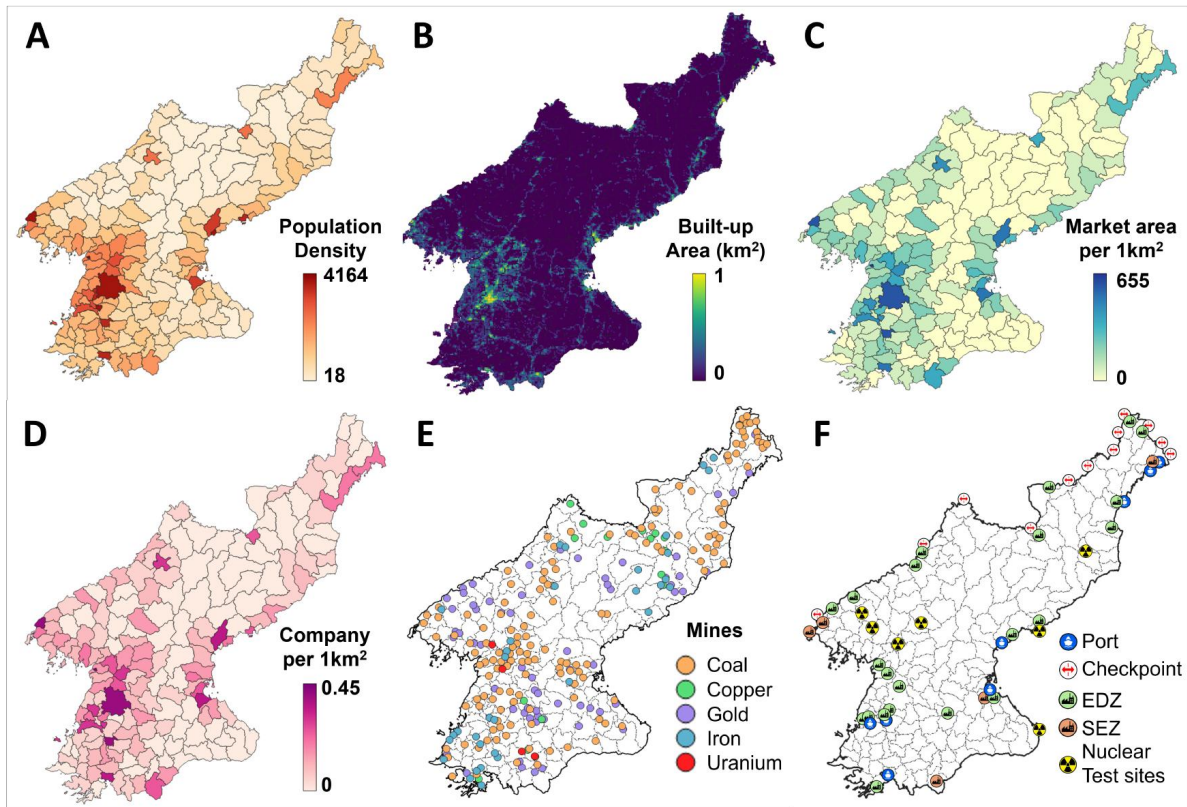 A
Population
Density
4164
18
B
Built-up
Area (km²)
1
0
C
Market area
per 1km²
655
0
D
Company
per 1km²
0.45
0
E
Mines
Coal
Copper
Gold
Iron
Uranium
F
Port
Checkpoint
EDZ
SEZ
Nuclear
Test sites